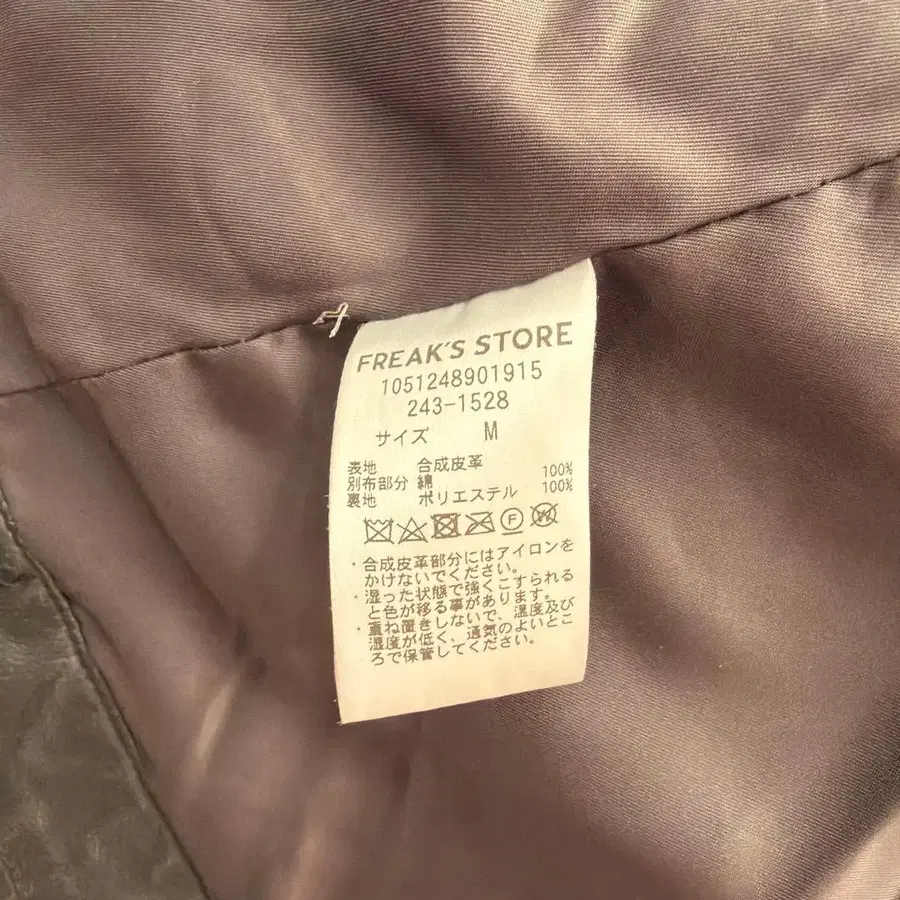 FREAK'S STORE
1051248901915
243-1528
サイズ M
表地 合成皮革
別布部分 綿 100%
裏地 ポリエステル 100%
・合成皮革部分にはアイロンを
かけないでください。
・湿った状態で強くこすられる
と色が移る事があります。
・重ね置きしないで、温度及び
湿度が低く、通気のよいとこ
ろで保管してください。